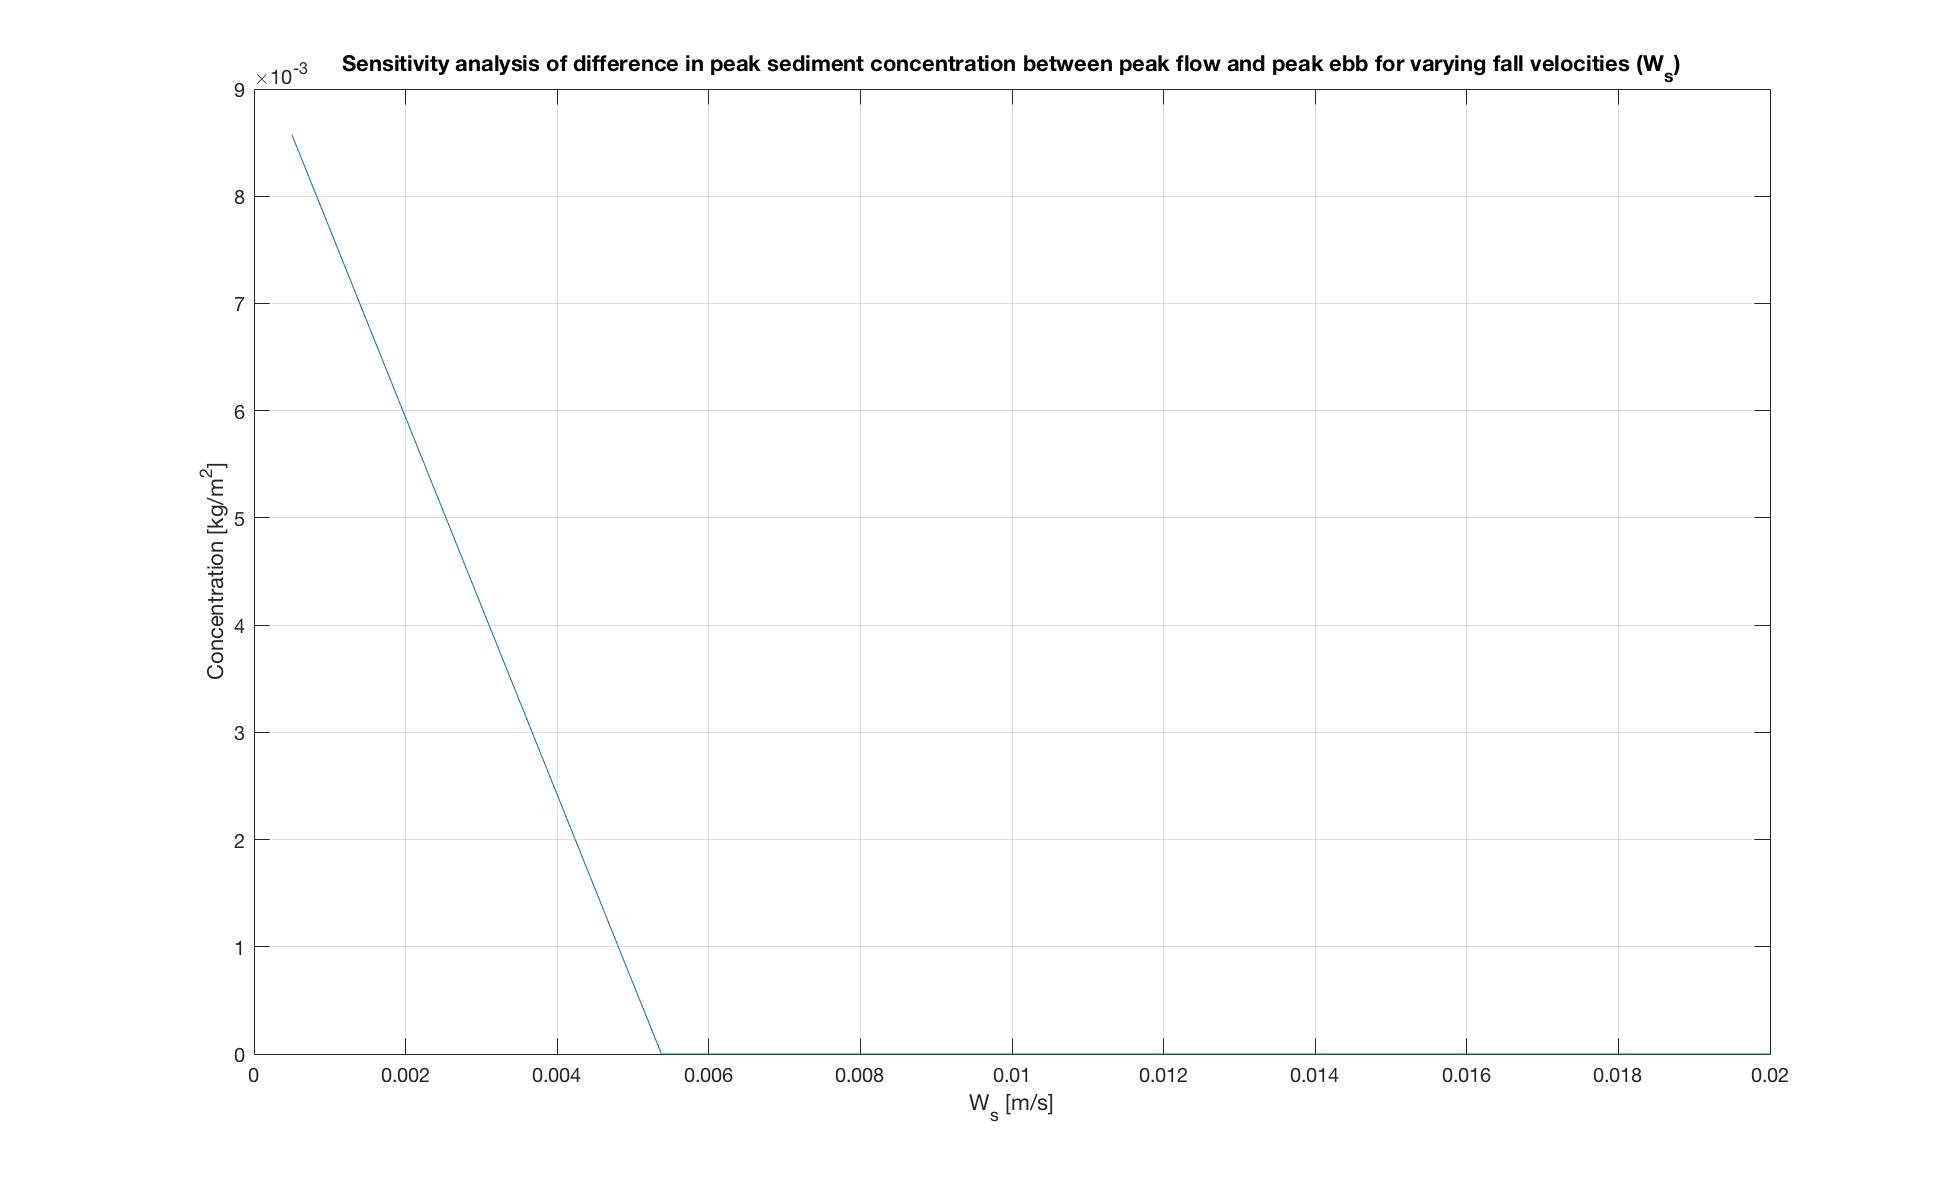 Sensitivity analysis of difference in peak sediment concentration between peak flow and peak ebb for varying fall velocities (Wₛ)
×10⁻³
9
8
7
6
5
4
3
2
1
0
Concentration [kg/m²]
0 0.002 0.004 0.006 0.008 0.01 0.012 0.014 0.016 0.018 0.02
Wₛ [m/s]